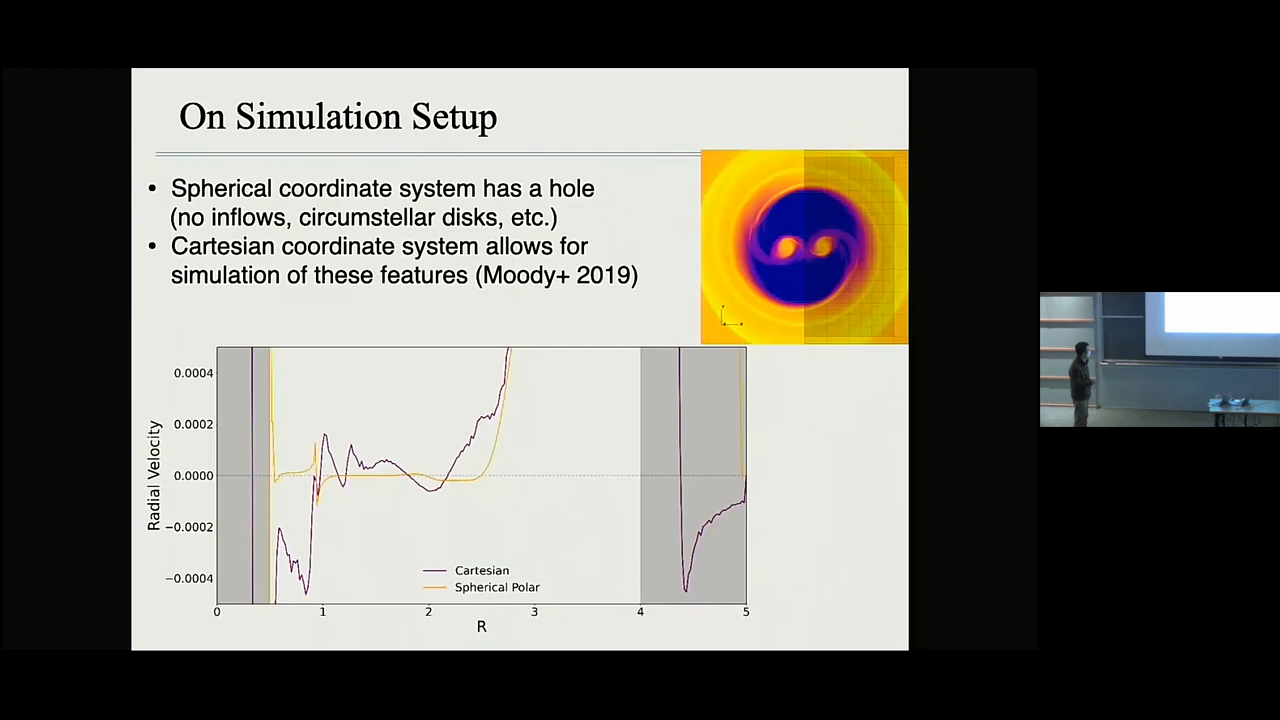 On Simulation Setup
• Spherical coordinate system has a hole
(no inflows, circumstellar disks, etc.)
• Cartesian coordinate system allows for
simulation of these features (Moody+ 2019)
Radial Velocity
0.0004
0.0002
0.0000
−0.0002
−0.0004
Cartesian
Spherical Polar
0 1 2 3 4 5
R